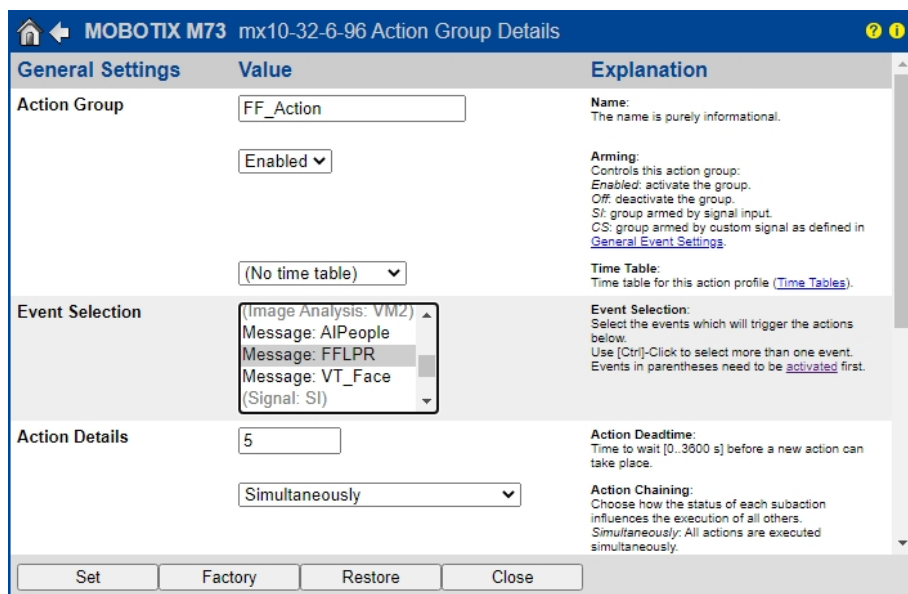 MOBOTIX M73 mx10-32-6-96 Action Group Details
? i
General Settings Value Explanation
Action Group
FF_Action
Name:
The name is purely informational.
Enabled
Arming:
Controls this action group:
Enabled: activate the group.
Off: deactivate the group.
SI: group armed by signal input.
CS: group armed by custom signal as defined in
General Event Settings.
(No time table)
Time Table:
Time table for this action profile (Time Tables).
Event Selection
(Image Analysis: VM2)
Message: AIPeople
Message: FFLPR
Message: VT_Face
(Signal: SI)
Event Selection:
Select the events which will trigger the actions
below.
Use [Ctrl]-Click to select more than one event.
Events in parentheses need to be activated first.
Action Details
5
Action Deadtime:
Time to wait [0..3600 s] before a new action can
take place.
Simultaneously
Action Chaining:
Choose how the status of each subaction
influences the execution of all others.
Simultaneously: All actions are executed
simultaneously.
Set Factory Restore Close